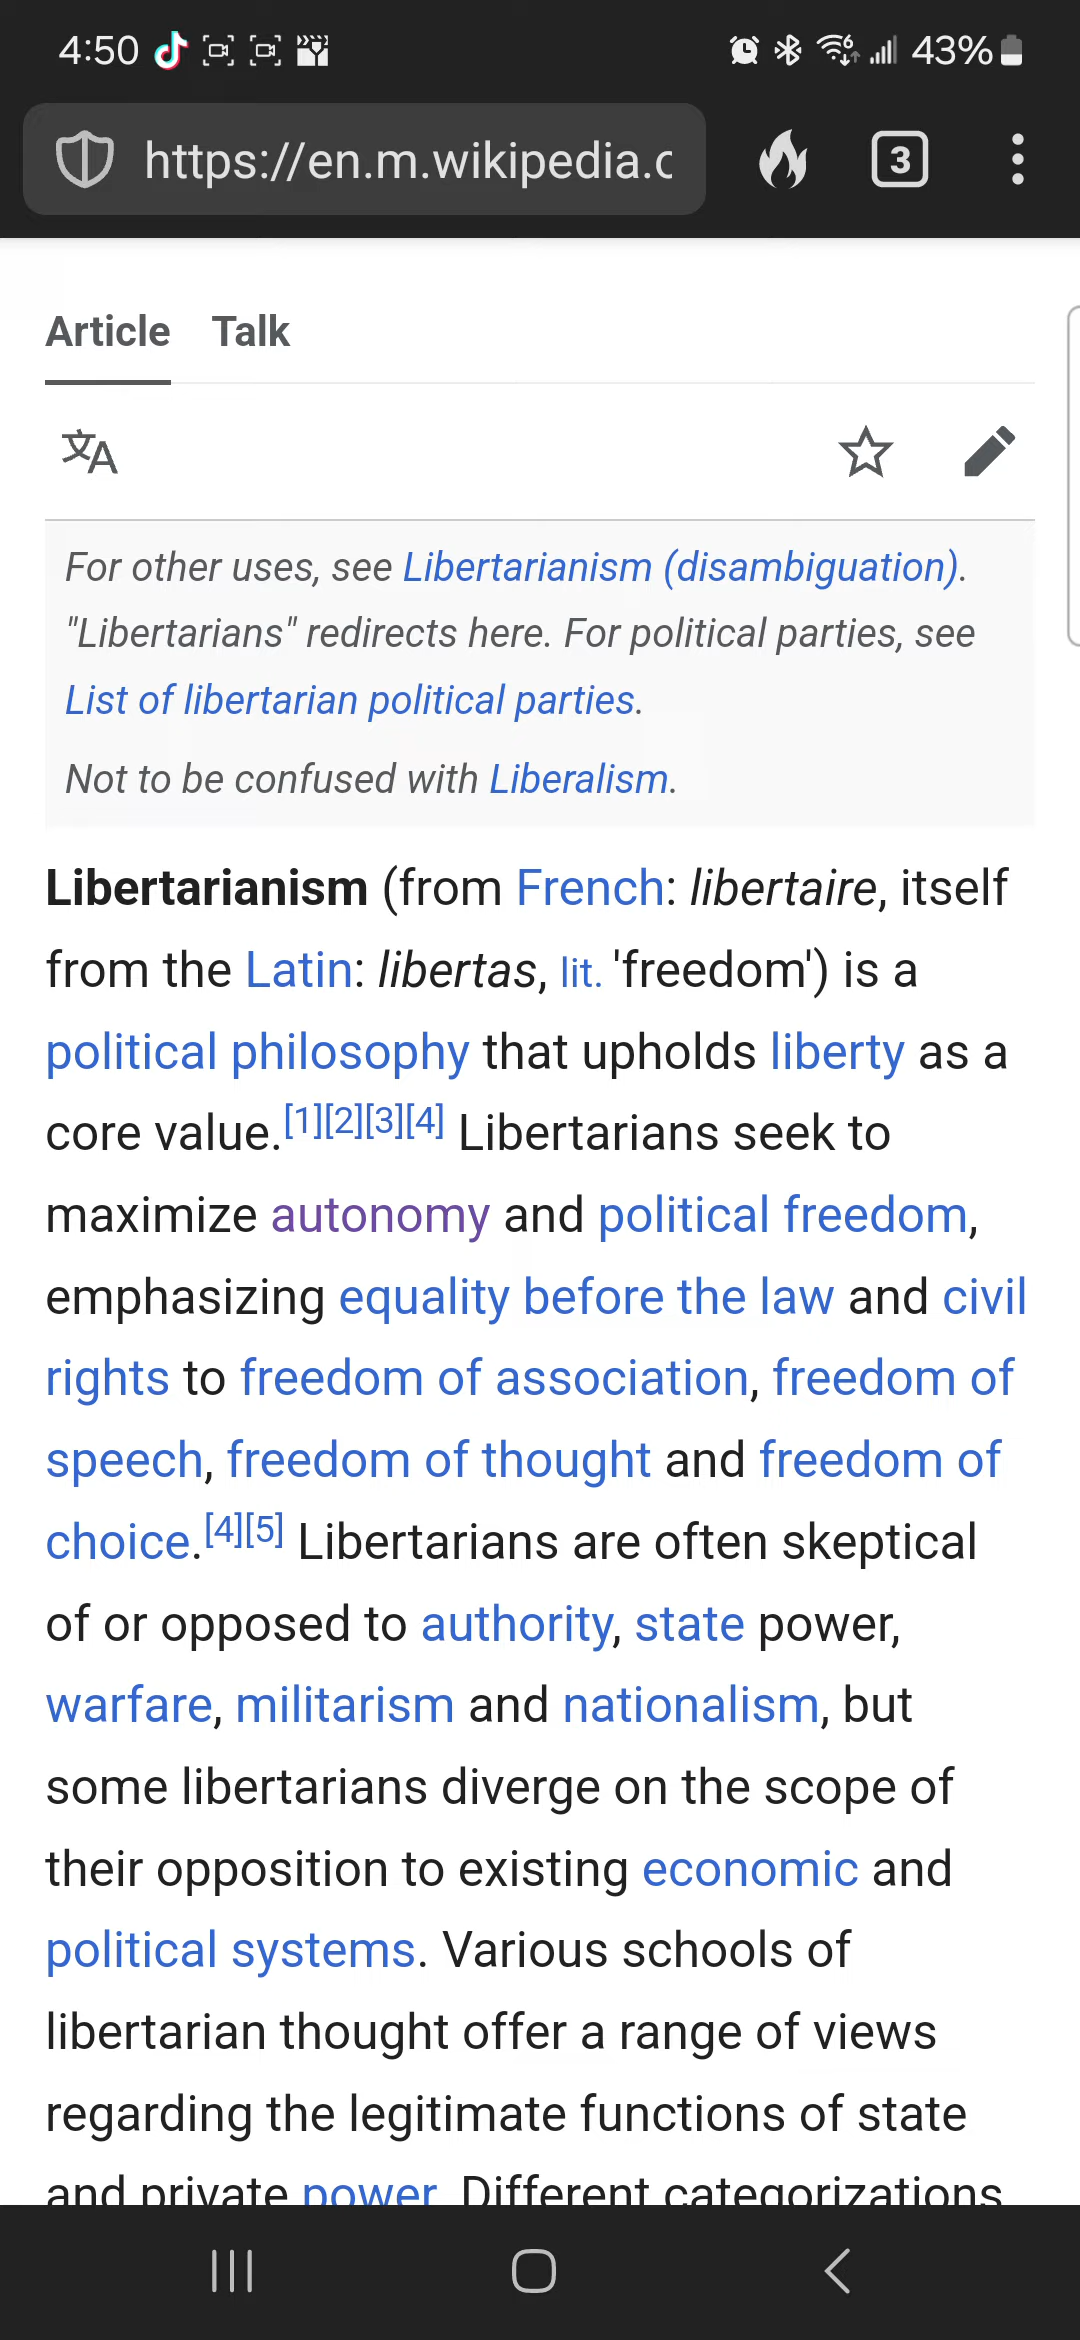 4:50 43%
https://en.m.wikipedia.c
3
Article Talk
For other uses, see Libertarianism (disambiguation).
"Libertarians" redirects here. For political parties, see
List of libertarian political parties.
Not to be confused with Liberalism.
Libertarianism (from French: libertaire, itself
from the Latin: libertas, lit. 'freedom') is a
political philosophy that upholds liberty as a
core value.[1][2][3][4] Libertarians seek to
maximize autonomy and political freedom,
emphasizing equality before the law and civil
rights to freedom of association, freedom of
speech, freedom of thought and freedom of
choice.[4][5] Libertarians are often skeptical
of or opposed to authority, state power,
warfare, militarism and nationalism, but
some libertarians diverge on the scope of
their opposition to existing economic and
political systems. Various schools of
libertarian thought offer a range of views
regarding the legitimate functions of state
and private power. Different categorizations